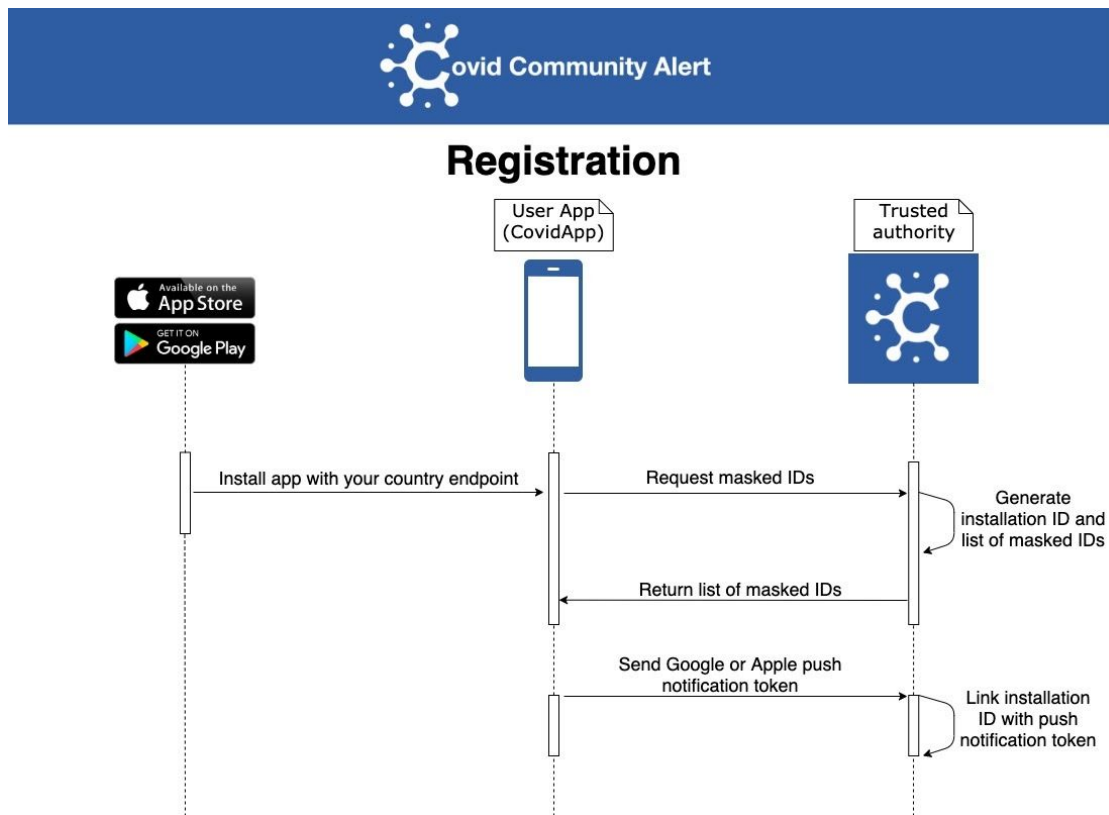 Covid Community Alert
Registration
User App
(CovidApp)
Trusted
authority
Available on the
App Store
GET IT ON
Google Play
Install app with your country endpoint
Request masked IDs
Generate
installation ID and
list of masked IDs
Return list of masked IDs
Send Google or Apple push
notification token
Link installation
ID with push
notification token